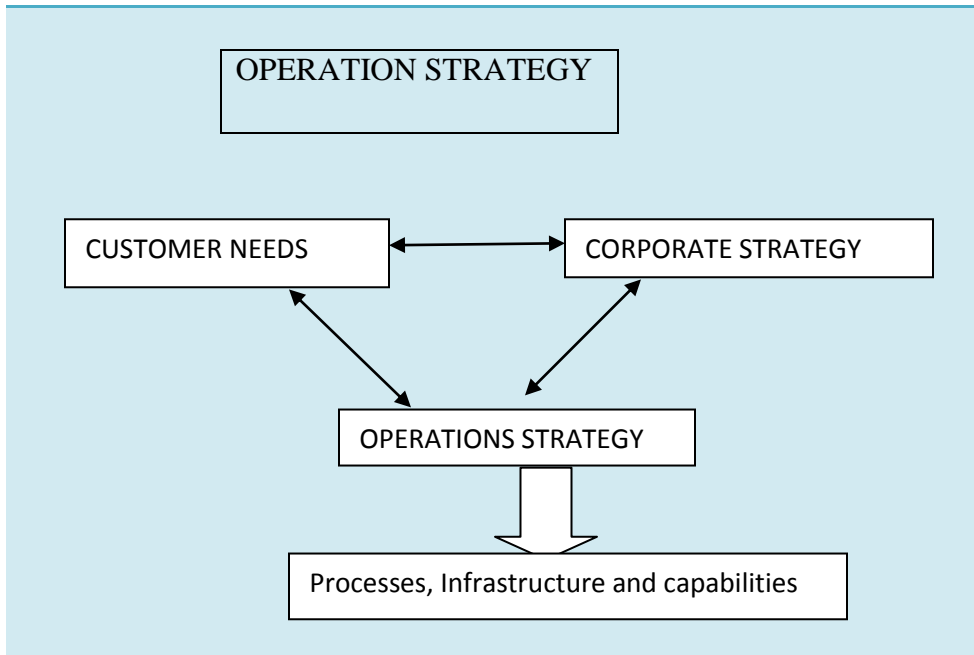 OPERATION STRATEGY
CUSTOMER NEEDS
CORPORATE STRATEGY
OPERATIONS STRATEGY
Processes, Infrastructure and capabilities